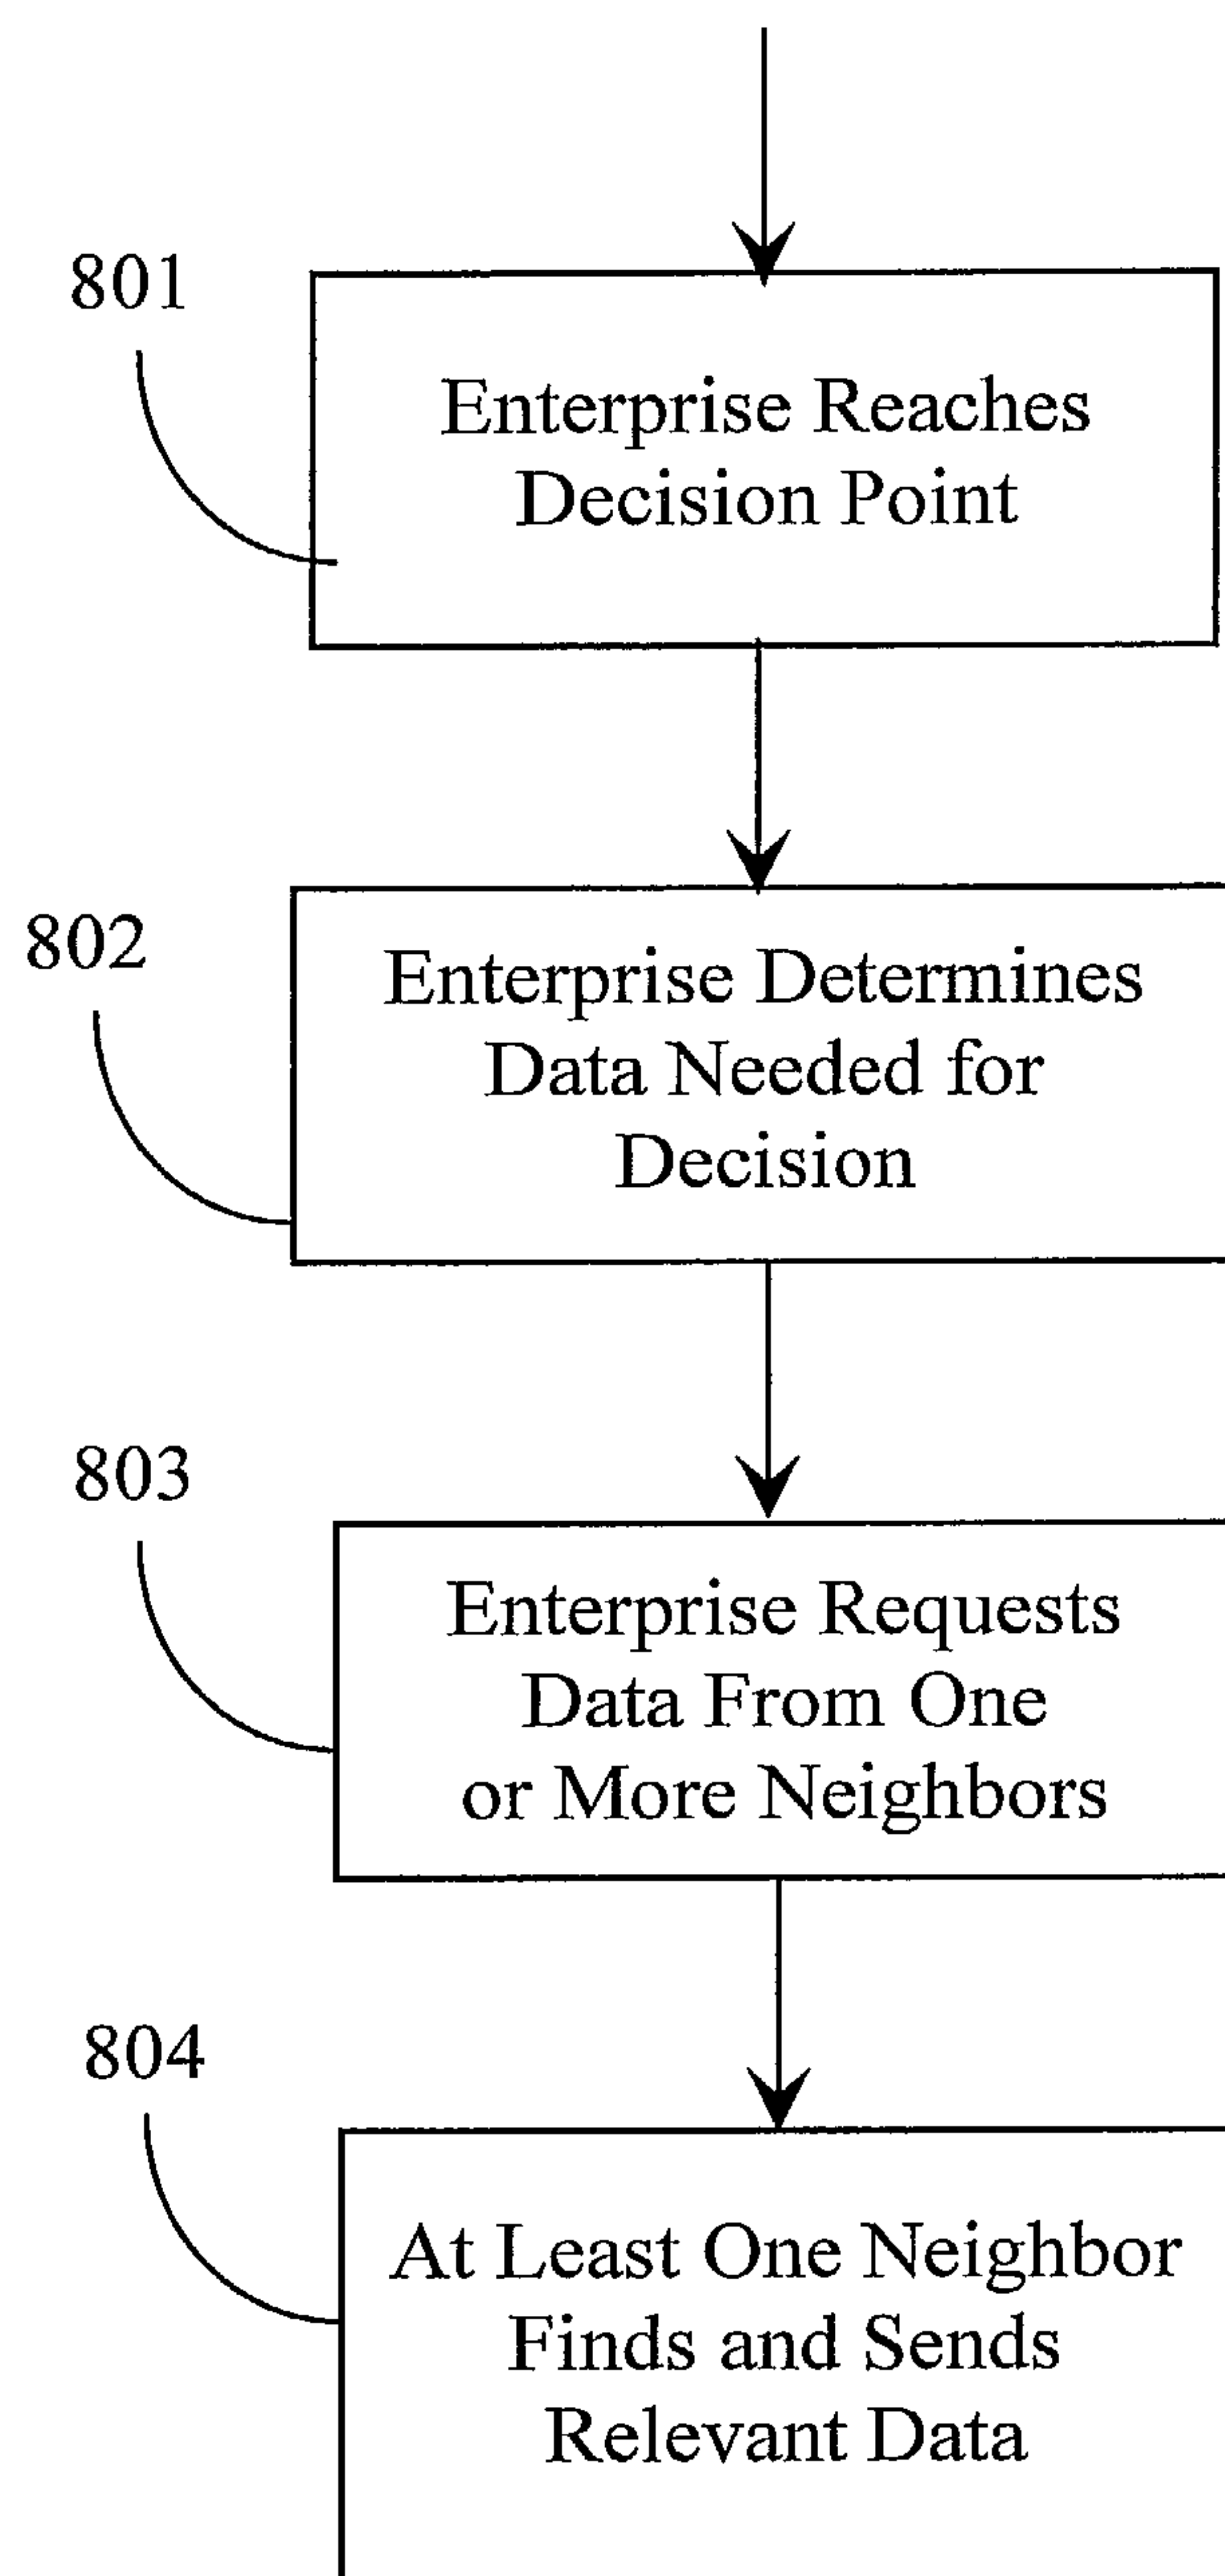 801
Enterprise Reaches
Decision Point
802
Enterprise Determines
Data Needed for
Decision
803
Enterprise Requests
Data From One
or More Neighbors
804
At Least One Neighbor
Finds and Sends
Relevant Data